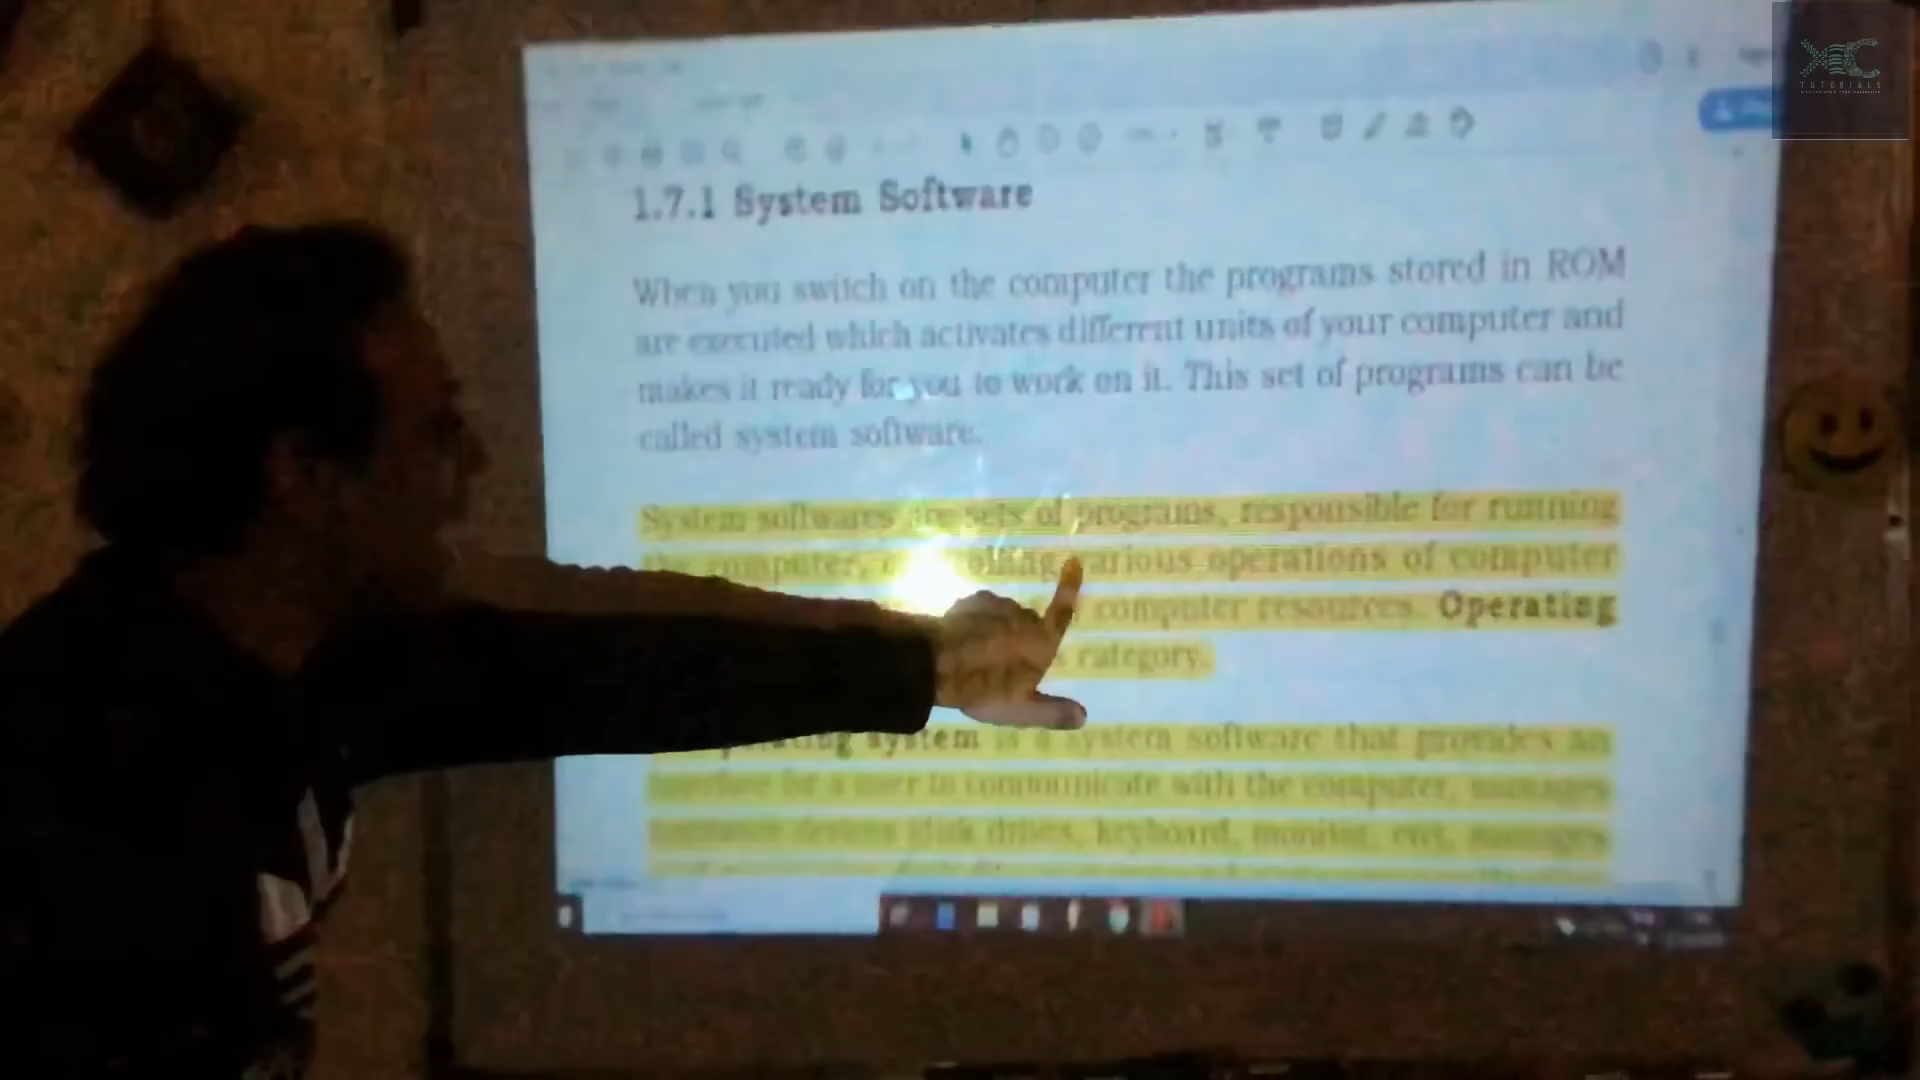 1.7.1 System Software
When you switch on the computer the programs stored in ROM
are executed which activates different units of your computer and
makes it ready for you to work on it. This set of programs can be
called system software.
System softwares are sets of programs, responsible for running
computer, various operations of computer
computer resources. Operating
category.
system is a system software that provides an
interface for a user to communicate with the computer, manages
devices (disk drives, keyboard, monitor, etc), manages
TUTORIALS